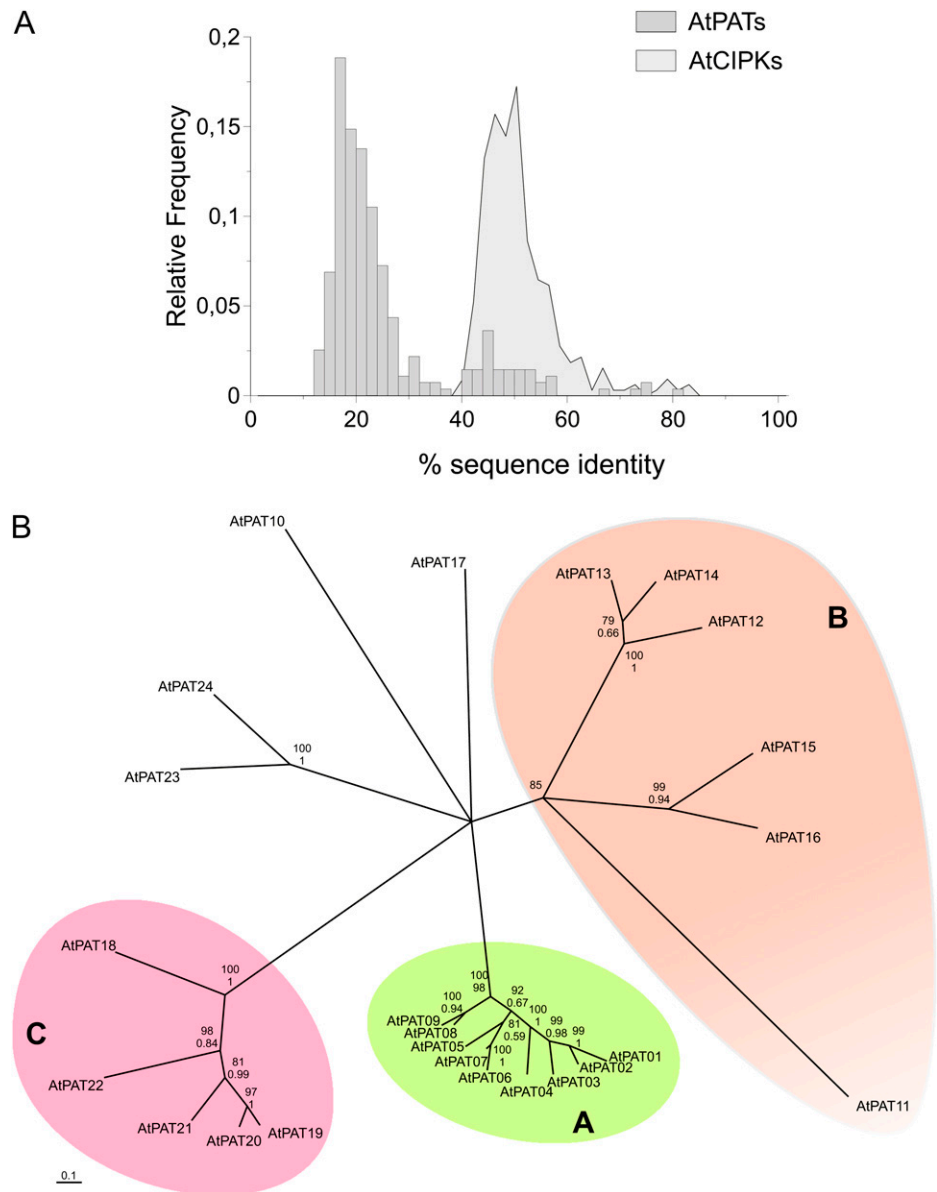 A
AtPATs
AtCIPKs
0,2
0,15
0,1
0,05
0
Relative Frequency
0
20
40
60
80
100
% sequence identity
B
AtPAT10
AtPAT17
AtPAT13
AtPAT14
AtPAT12
B
79
0.66
100
1
AtPAT24
100
1
AtPAT23
AtPAT15
85
99
0.94
AtPAT16
AtPAT18
100
1
C
98
0.84
AtPAT22
81
0.99
97
1
AtPAT21
AtPAT20
AtPAT19
100
98
100
0.94
92
0.67
100
1
99
0.98
99
1
81
0.59
100
1
AtPAT09
AtPAT08
AtPAT05
AtPAT07
AtPAT06
AtPAT04
AtPAT03
AtPAT02
AtPAT01
A
AtPAT11
0.1